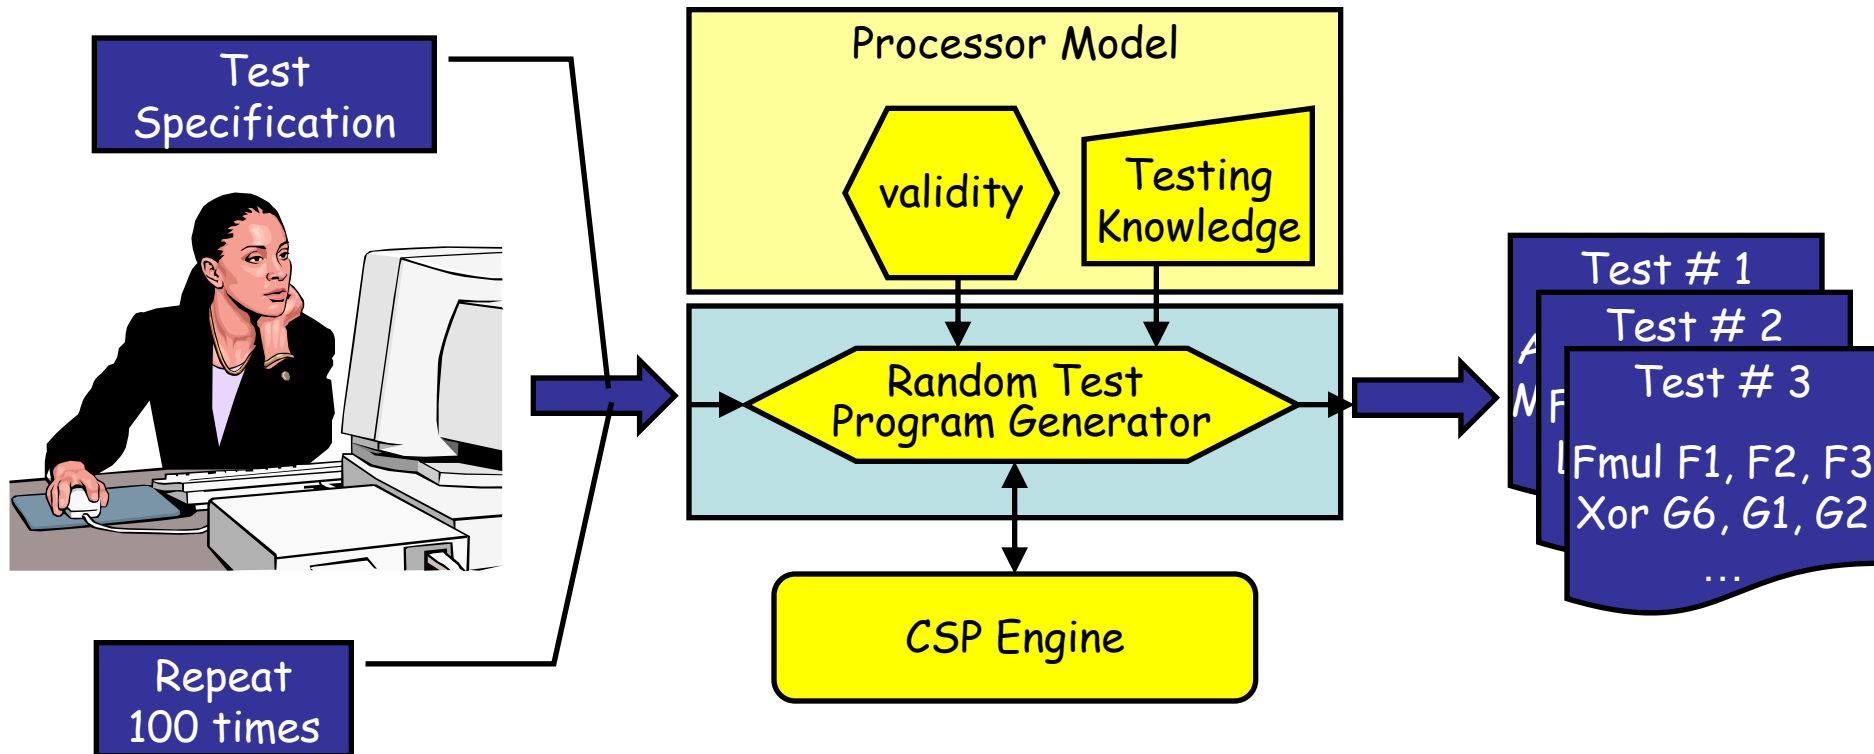 Test
Specification
Repeat
100 times
Processor Model
validity
Testing
Knowledge
Random Test
Program Generator
CSP Engine
Test # 1
Test # 2
Test # 3
Fmul F1, F2, F3
Xor G6, G1, G2
...